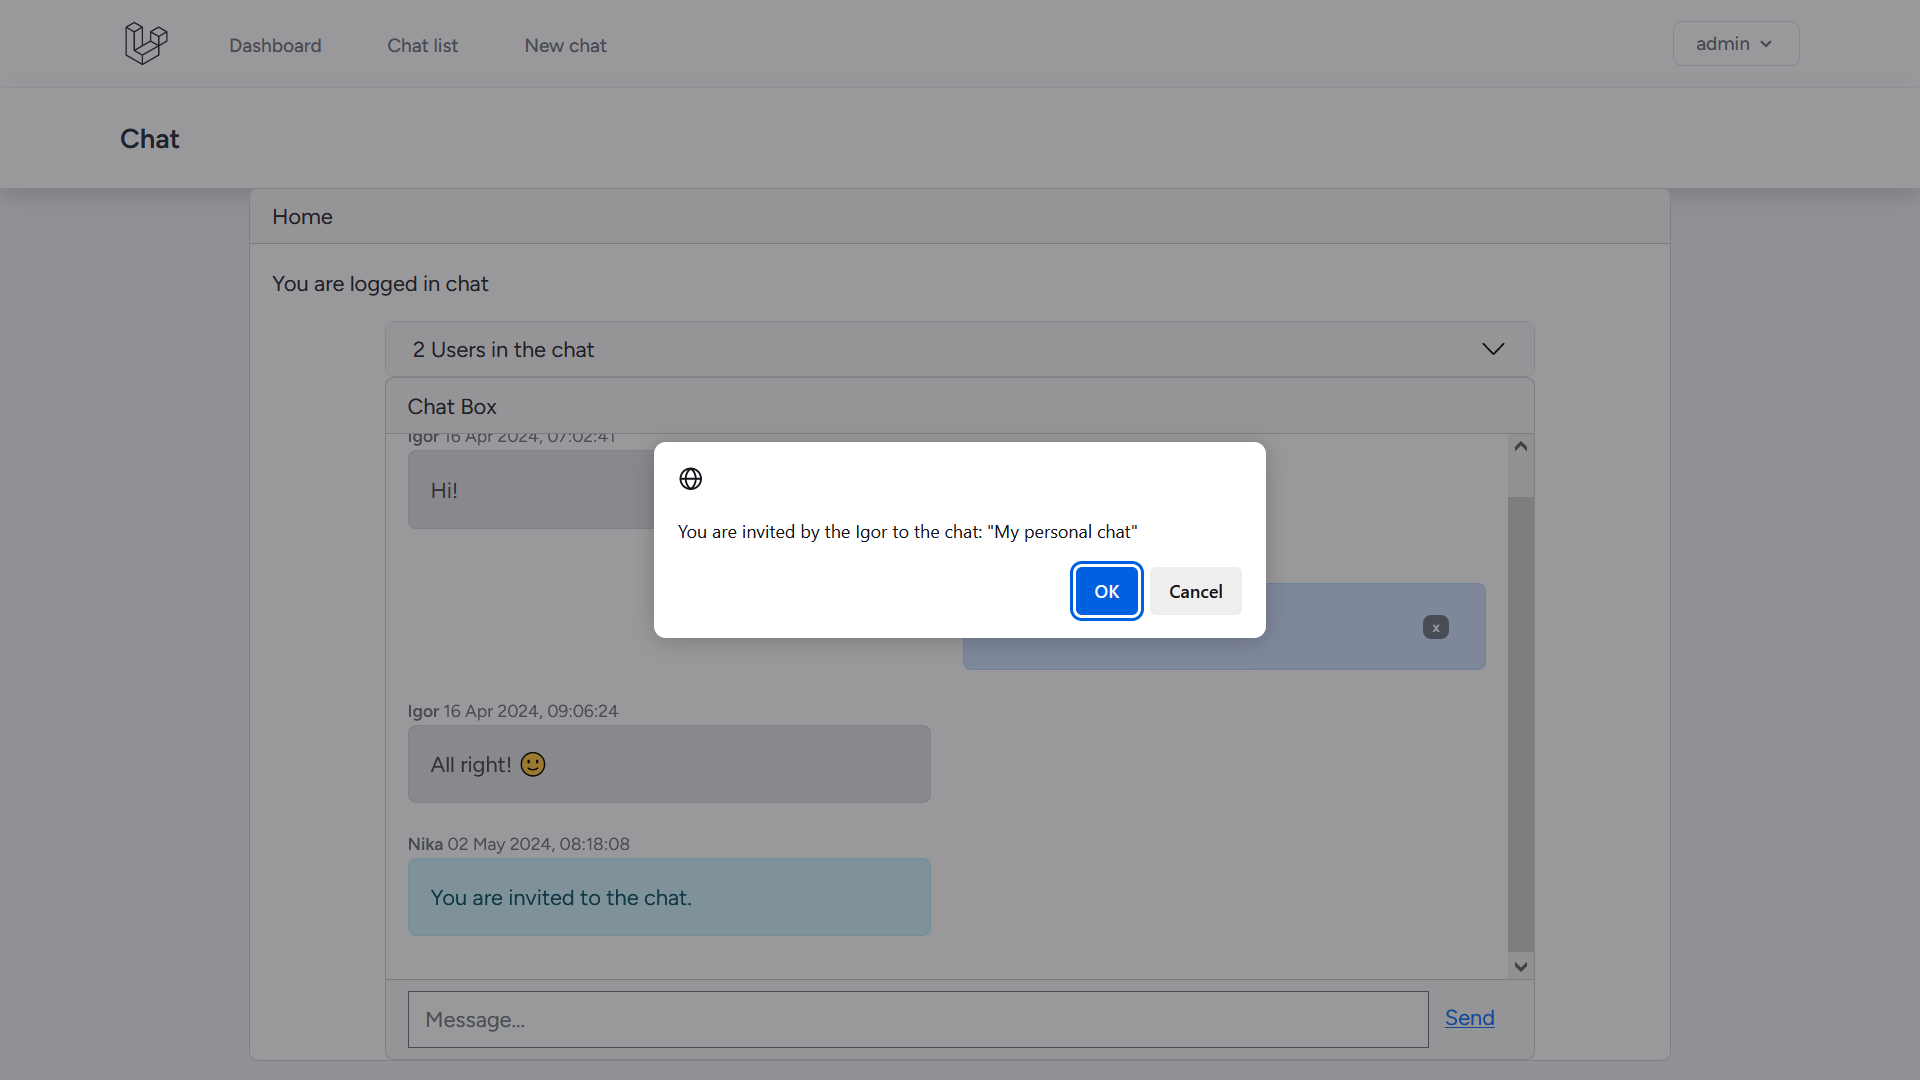 Dashboard
Chat list
New chat
admin
Chat
Home
You are logged in chat
2 Users in the chat
Chat Box
Igor 16 Apr 2024, 07:02:41
Hi!
You are invited by the Igor to the chat: "My personal chat"
OK
Cancel
x
Igor 16 Apr 2024, 09:06:24
All right! 🙂
Nika 02 May 2024, 08:18:08
You are invited to the chat.
Message...
Send